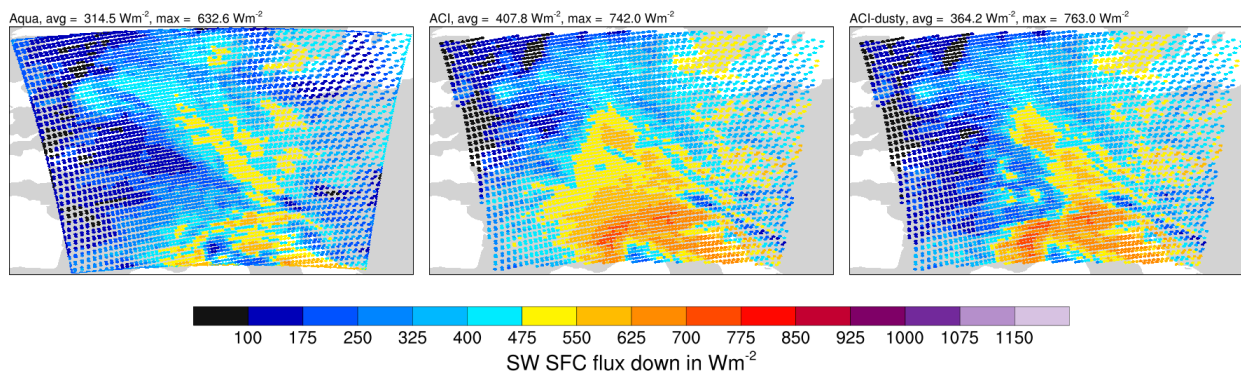 Aqua, avg = 314.5 Wm⁻², max = 632.6 Wm⁻²
ACI, avg = 407.8 Wm⁻², max = 742.0 Wm⁻²
ACI-dusty, avg = 364.2 Wm⁻², max = 763.0 Wm⁻²
100 175 250 325 400 475 550 625 700 775 850 925 1000 1075 1150
SW SFC flux down in Wm⁻²